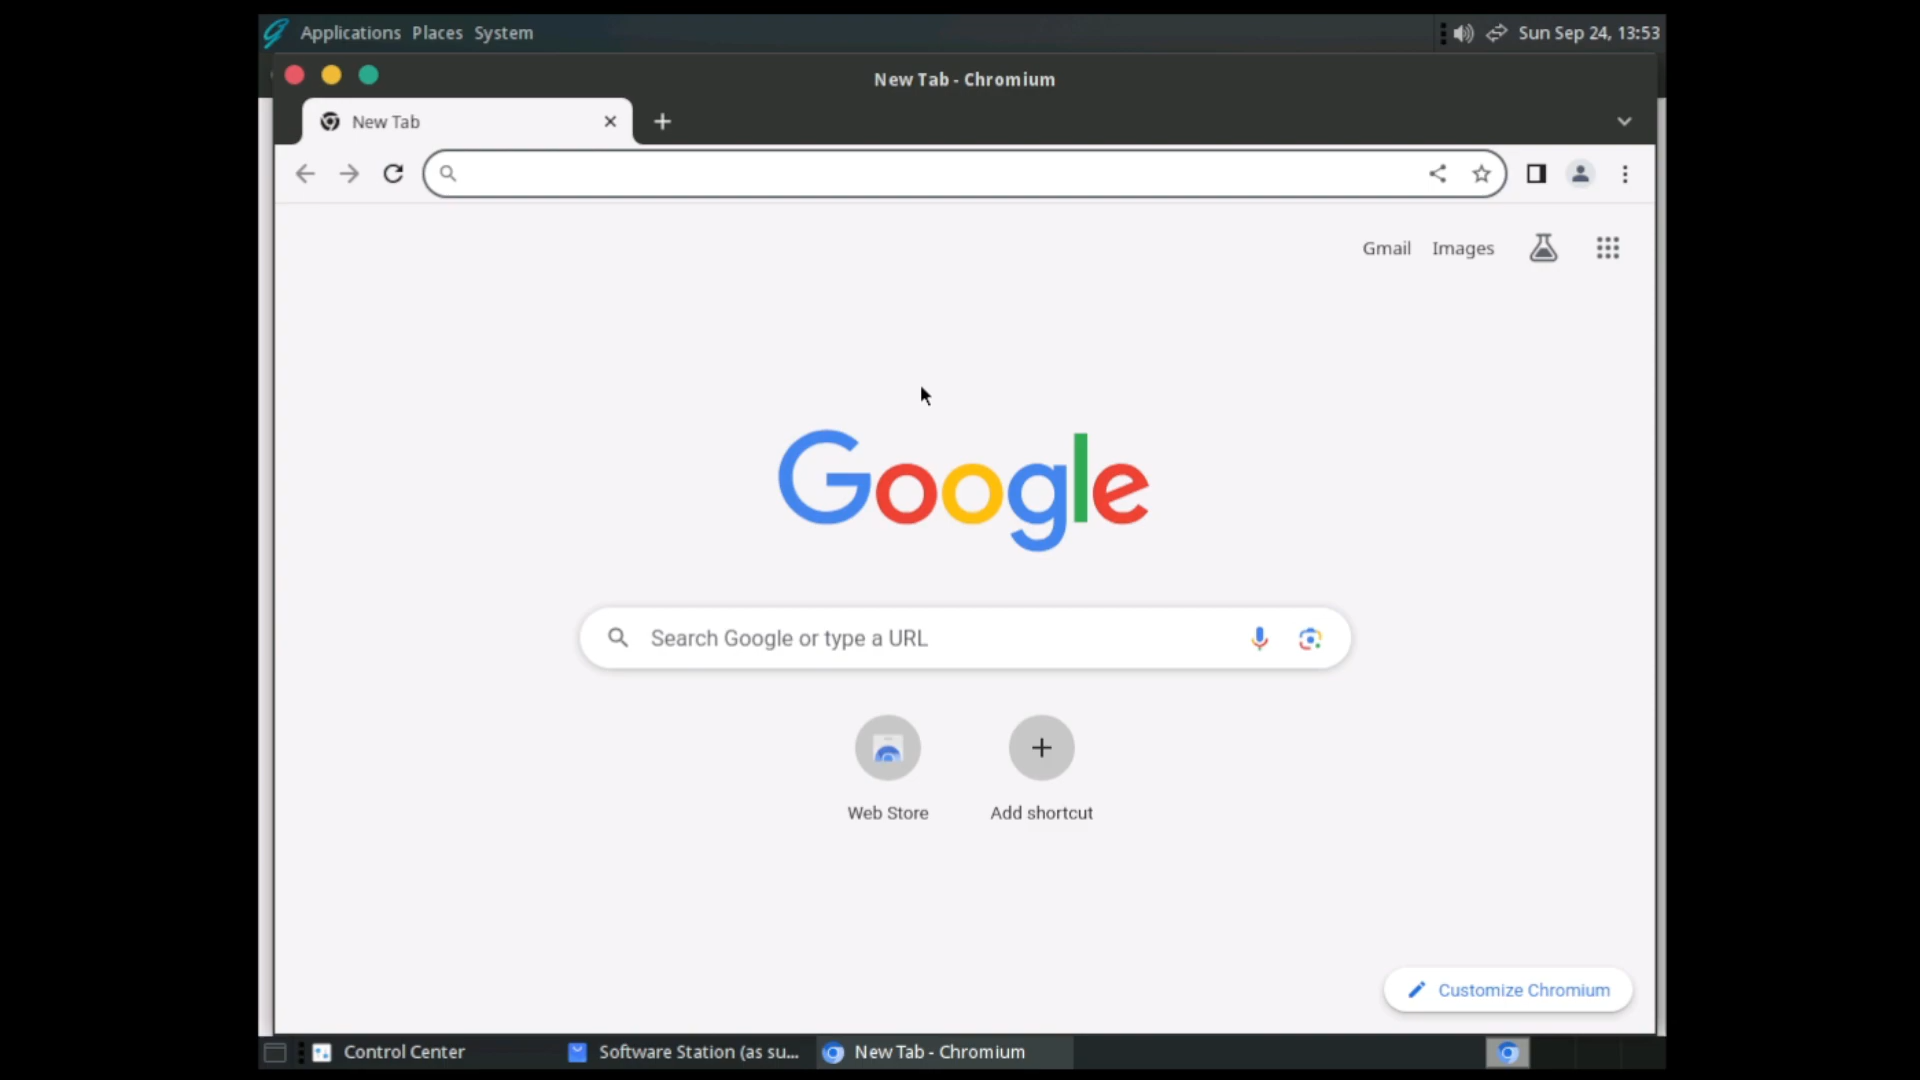 Applications Places System Sun Sep 24, 13:53
New Tab - Chromium
New Tab
Gmail Images
Google
Search Google or type a URL
Web Store Add shortcut
Customize Chromium
Control Center Software Station (as su... New Tab - Chromium